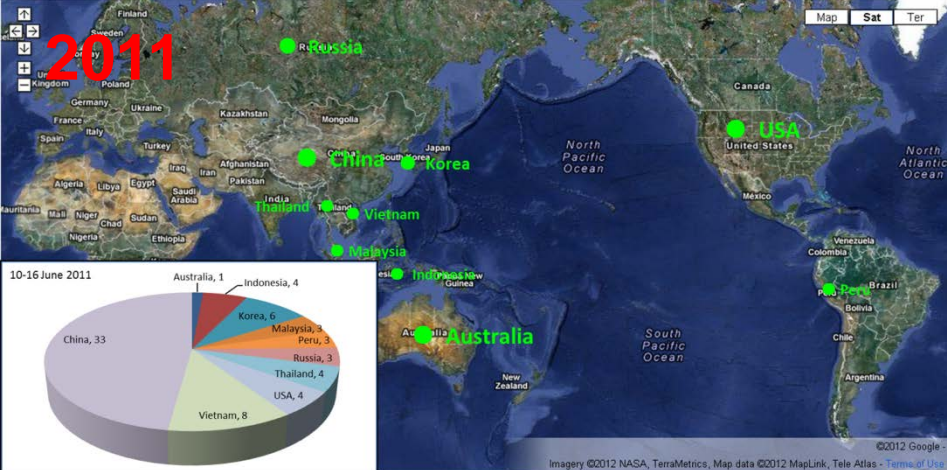 2011
Map
Sat
Ter
Finland
Sweden
Russia
Kingdom
Poland
Germany
Ukraine
France
Italy
Spain
Turkey
Kazakhstan
Mongolia
Canada
USA
United States
China
South Korea
Korea
Japan
North
Pacific
Ocean
North
Atlantic
Ocean
Iraq
Iran
Afghanistan
Pakistan
Algeria
Libya
Egypt
Saudi
Arabia
India
Thailand
Vietnam
México
Mali
Niger
Chad
Sudan
Nigeria
Ethiopia
Malaysia
Indonesia
Guinea
Venezuela
Colombia
Peru
Brazil
Bolivia
Australia
South
Pacific
Ocean
Chile
Argentina
New
Zealand
10-16 June 2011
Australia, 1
Indonesia, 4
Korea, 6
Malaysia, 3
Peru, 3
Russia, 3
Thailand, 4
USA, 4
Vietnam, 8
China, 33
©2012 Google -
Imagery ©2012 NASA, TerraMetrics, Map data ©2012 MapLink, Tele Atlas - Terms of Use